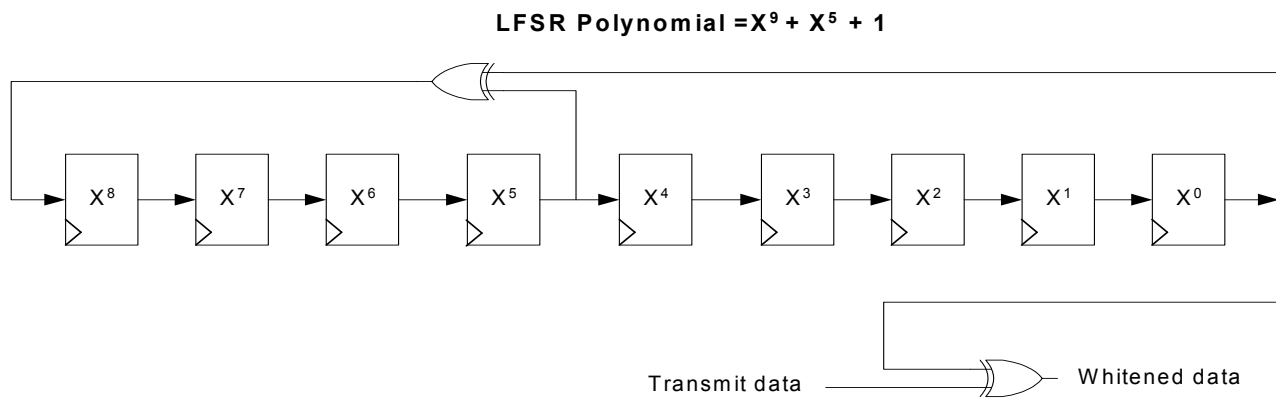 LFSR Polynomial =X⁹ + X⁵ + 1
X⁸ X⁷ X⁶ X⁵ X⁴ X³ X² X¹ X⁰
Transmit data
Whitened data